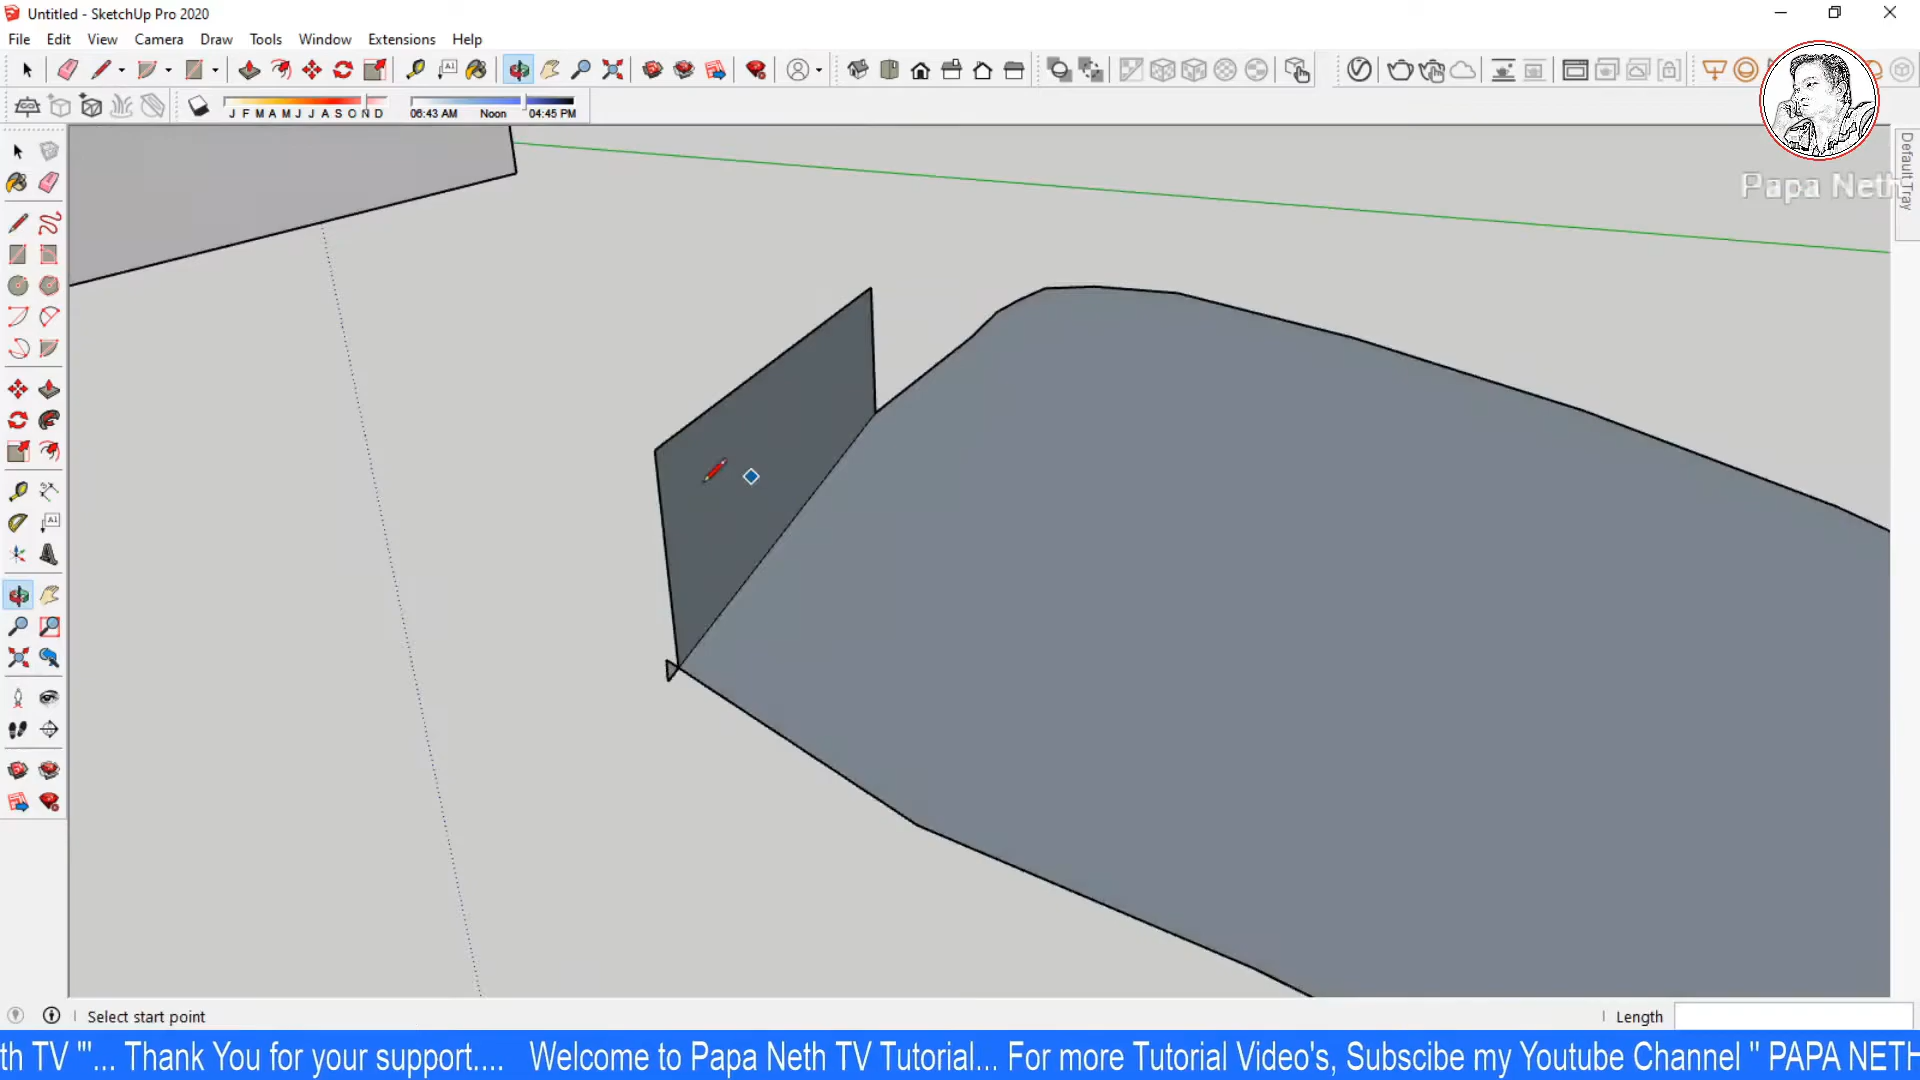 Untitled - SketchUp Pro 2020
File Edit View Camera Draw Tools Window Extensions Help
J F M A M J J A S O N D 06:43 AM Noon 04:45 PM
Papa Neth
Default Tray
Select start point
Length
th TV "'... Thank You for your support.... Welcome to Papa Neth TV Tutorial... For more Tutorial Video's, Subscibe my Youtube Channel " PAPA NETH